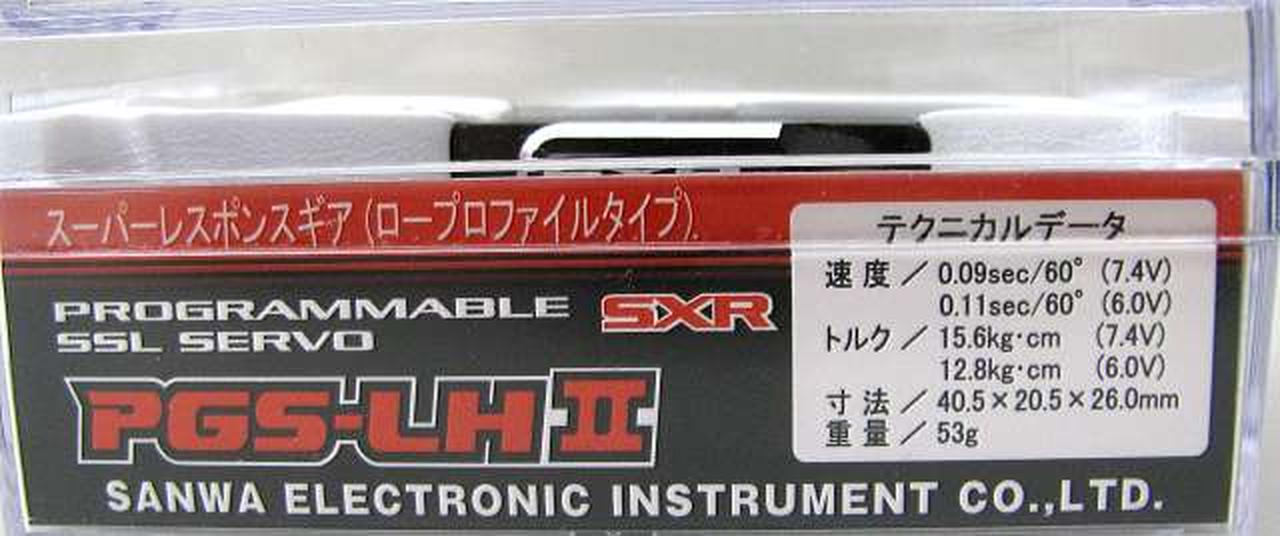 スーパーレスポンスギア (ロープロファイルタイプ).
PROGRAMMABLE SXR
SSL SERVO
PGS-LH II
SANWA ELECTRONIC INSTRUMENT CO.,LTD.
テクニカルデータ
速度／0.09sec/60° (7.4V)
0.11sec/60° (6.0V)
トルク／15.6kg·cm (7.4V)
12.8kg·cm (6.0V)
寸法／40.5×20.5×26.0mm
重量／53g